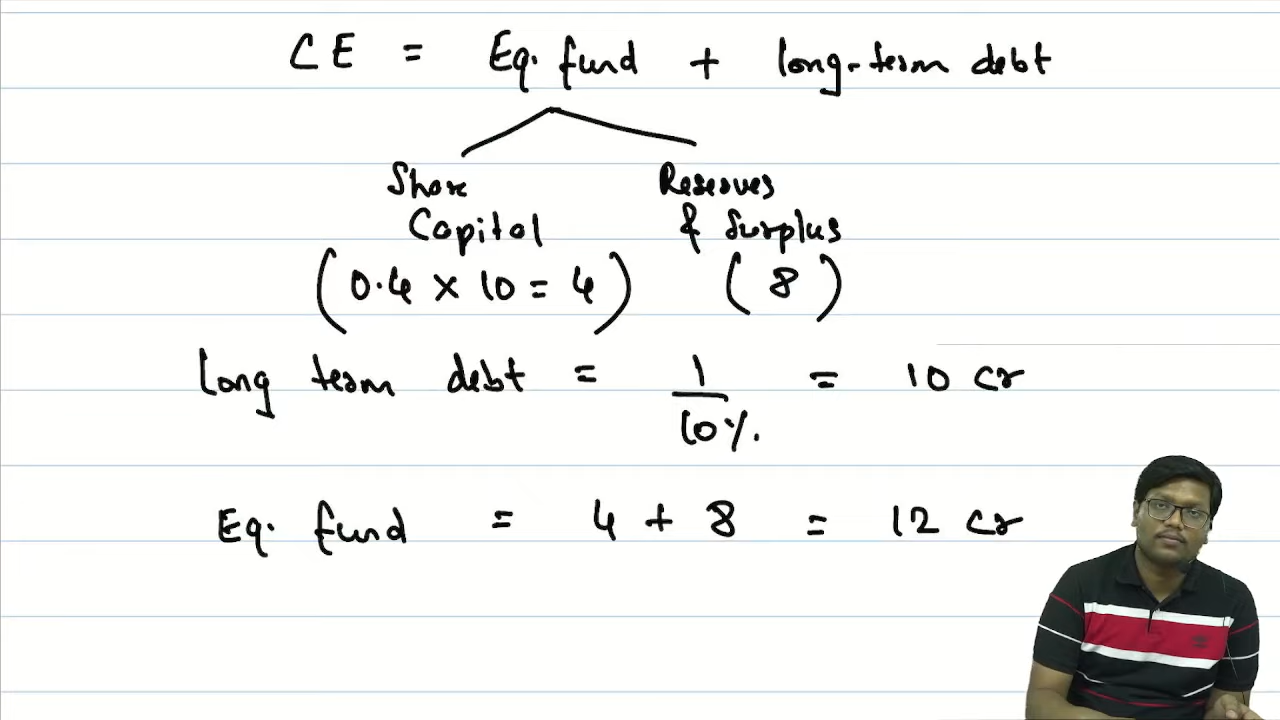 CE = Eq. fund + long-term debt
Share Capital
Reserves & Surplus
(0.4 x 10 = 4) (8)
Long term debt = 1/10% = 10 cr
Eq. fund = 4 + 8 = 12 cr